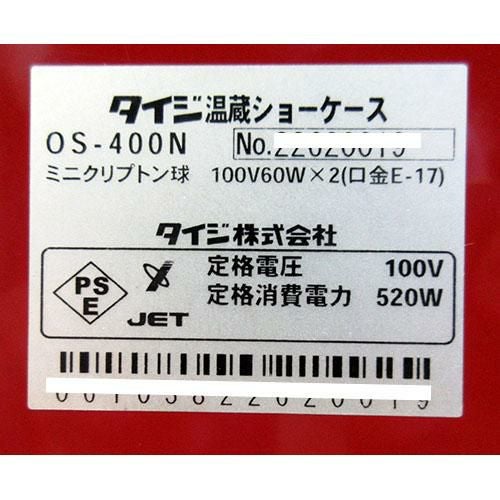 タイジ温蔵ショーケース
OS-400N No.
ミニクリプトン球 100V60W×2(口金E-17)
タイジ株式会社
PS E
定格電圧 100V
定格消費電力 520W
JET